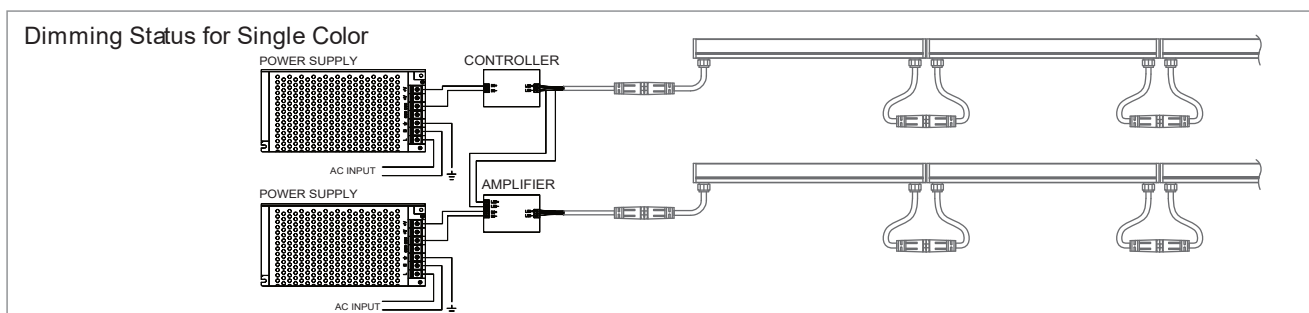 Dimming Status for Single Color
POWER SUPPLY
CONTROLLER
AC INPUT
POWER SUPPLY
AMPLIFIER
AC INPUT